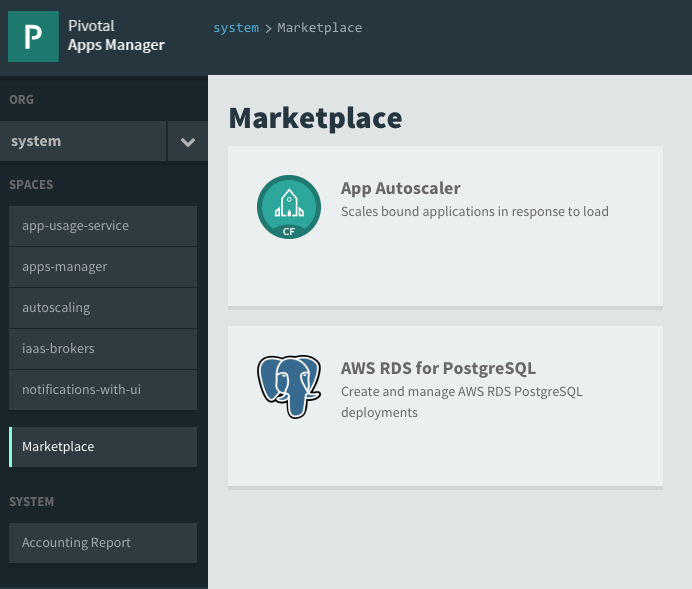 P
Pivotal
Apps Manager
system > Marketplace
ORG
system
SPACES
app-usage-service
apps-manager
autoscaling
iaas-brokers
notifications-with-ui
Marketplace
SYSTEM
Accounting Report
Marketplace
CF
App Autoscaler
Scales bound applications in response to load
AWS RDS for PostgreSQL
Create and manage AWS RDS PostgreSQL
deployments